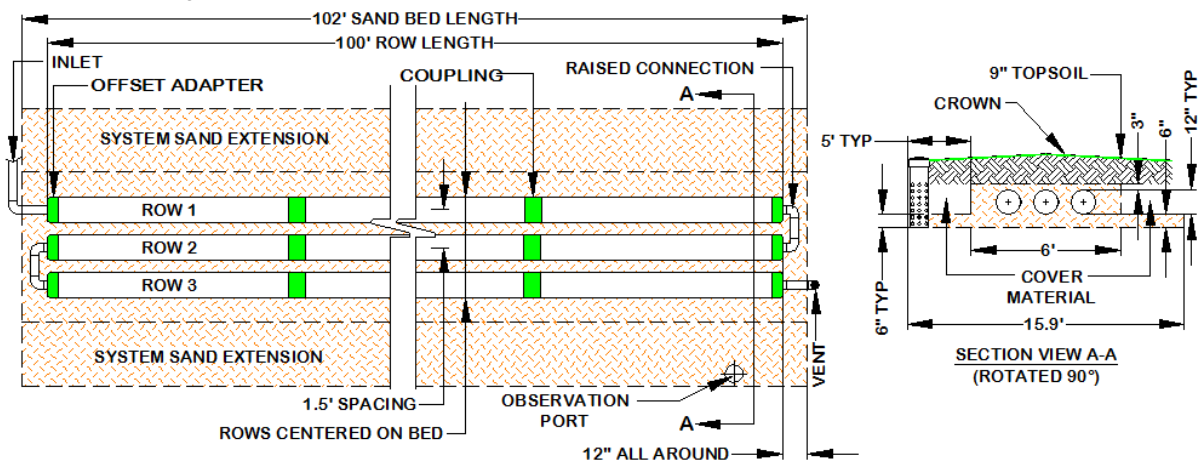 102' SAND BED LENGTH
100' ROW LENGTH
INLET
OFFSET ADAPTER
COUPLING
RAISED CONNECTION
A
SYSTEM SAND EXTENSION
ROW 1
ROW 2
ROW 3
SYSTEM SAND EXTENSION
1.5' SPACING
ROWS CENTERED ON BED
OBSERVATION
PORT
A
VENT
12" ALL AROUND
9" TOPSOIL
CROWN
5' TYP
3"
6"
12" TYP
6'
6" TYP
COVER
MATERIAL
15.9'
SECTION VIEW A-A
(ROTATED 90°)